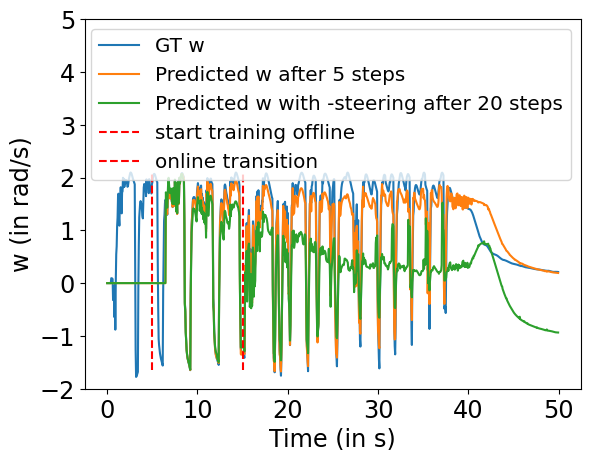 GT w
Predicted w after 5 steps
Predicted w with -steering after 20 steps
start training offline
online transition
w (in rad/s)
5
4
3
2
1
0
−1
−2
0 10 20 30 40 50
Time (in s)